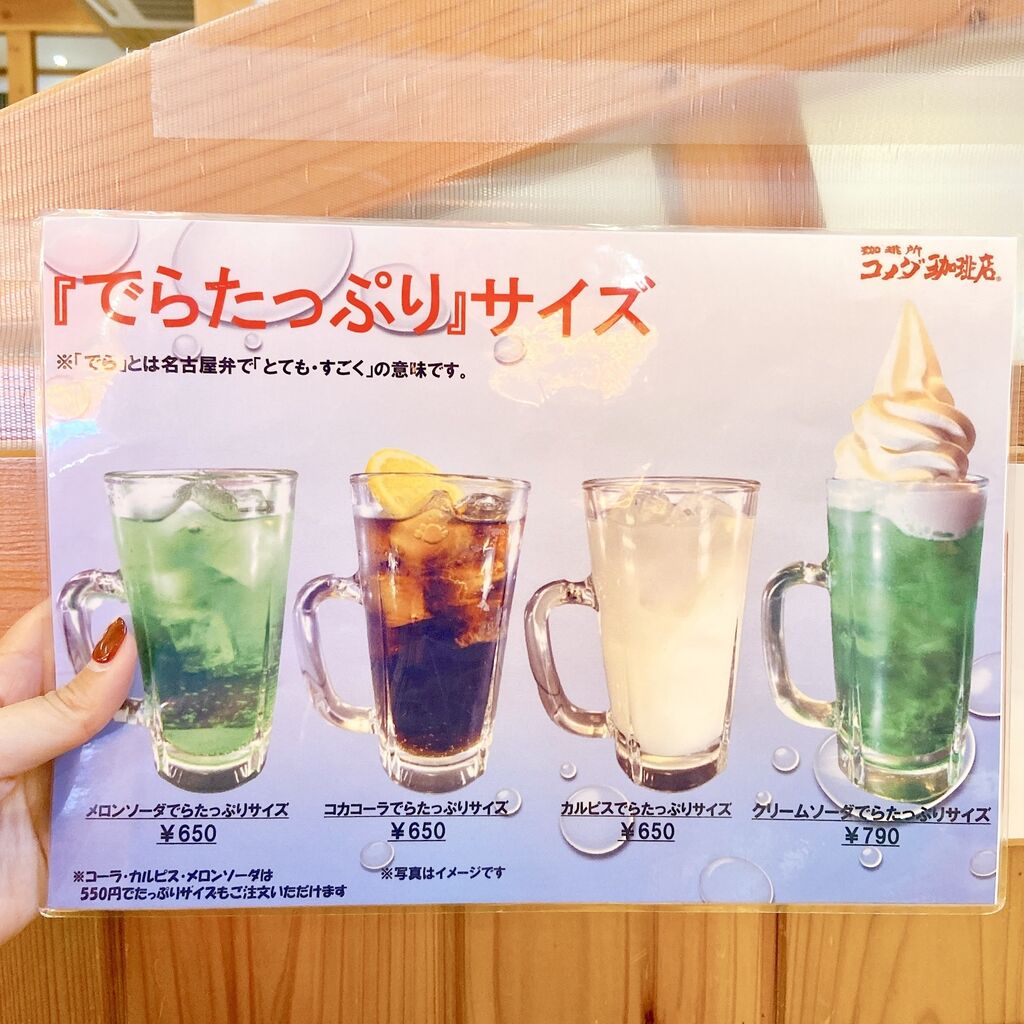 珈琲所
コメダ珈琲店®
『でらたっぷり』サイズ
※「でら」とは名古屋弁で「とても・すごく」の意味です。
メロンソーダでらたっぷりサイズ
￥650
コカコーラでらたっぷりサイズ
￥650
カルピスでらたっぷりサイズ
￥650
クリームソーダでらたっぷりサイズ
￥790
※コーラ・カルピス・メロンソーダは
550円でたっぷりサイズもご注文いただけます
※写真はイメージです